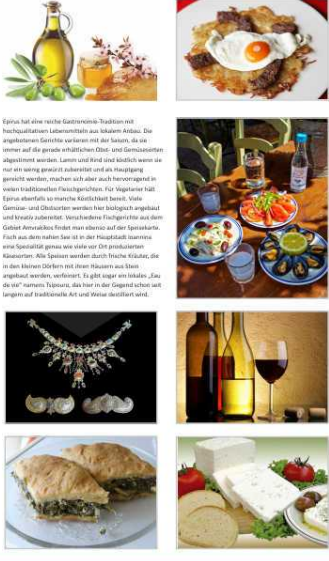 Epirus hat eine reiche Gastronomie-Tradition mit
hochqualitativen Lebensmitteln aus lokalem Anbau. Die
angebotenen Gerichte variieren mit der Saison, da sie
immer auf die gerade erhältlichen Obst- und Gemüsesorten
abgestimmt werden. Lamm und Rind sind köstlich wenn sie
nur ein wenig gewürzt zubereitet und als Hauptgang
gereicht werden, machen sich aber auch hervorragend in
vielen traditionellen Fleischgerichten. Für Vegetarier hält
Epirus ebenfalls so manche Köstlichkeit bereit. Viele
Gemüse- und Obstsorten werden hier biologisch angebaut
und kreativ zubereitet. Verschiedene Fischgerichte aus dem
Gebiet Amvrakikos findet man ebenso auf der Speisekarte.
Fisch aus dem nahen See ist in der Hauptstadt Ioannina
eine Spezialität genau wie viele vor Ort produzierten
Käsesorten. Alle Speisen werden durch frische Kräuter, die
in den kleinen Dörfern mit ihren Häusern aus Stein
angebaut werden, verfeinert. Es gibt sogar ein lokales „Eau
de vie“ namens Tsipouro, das hier in der Gegend schon seit
langem auf traditionelle Art und Weise destilliert wird.